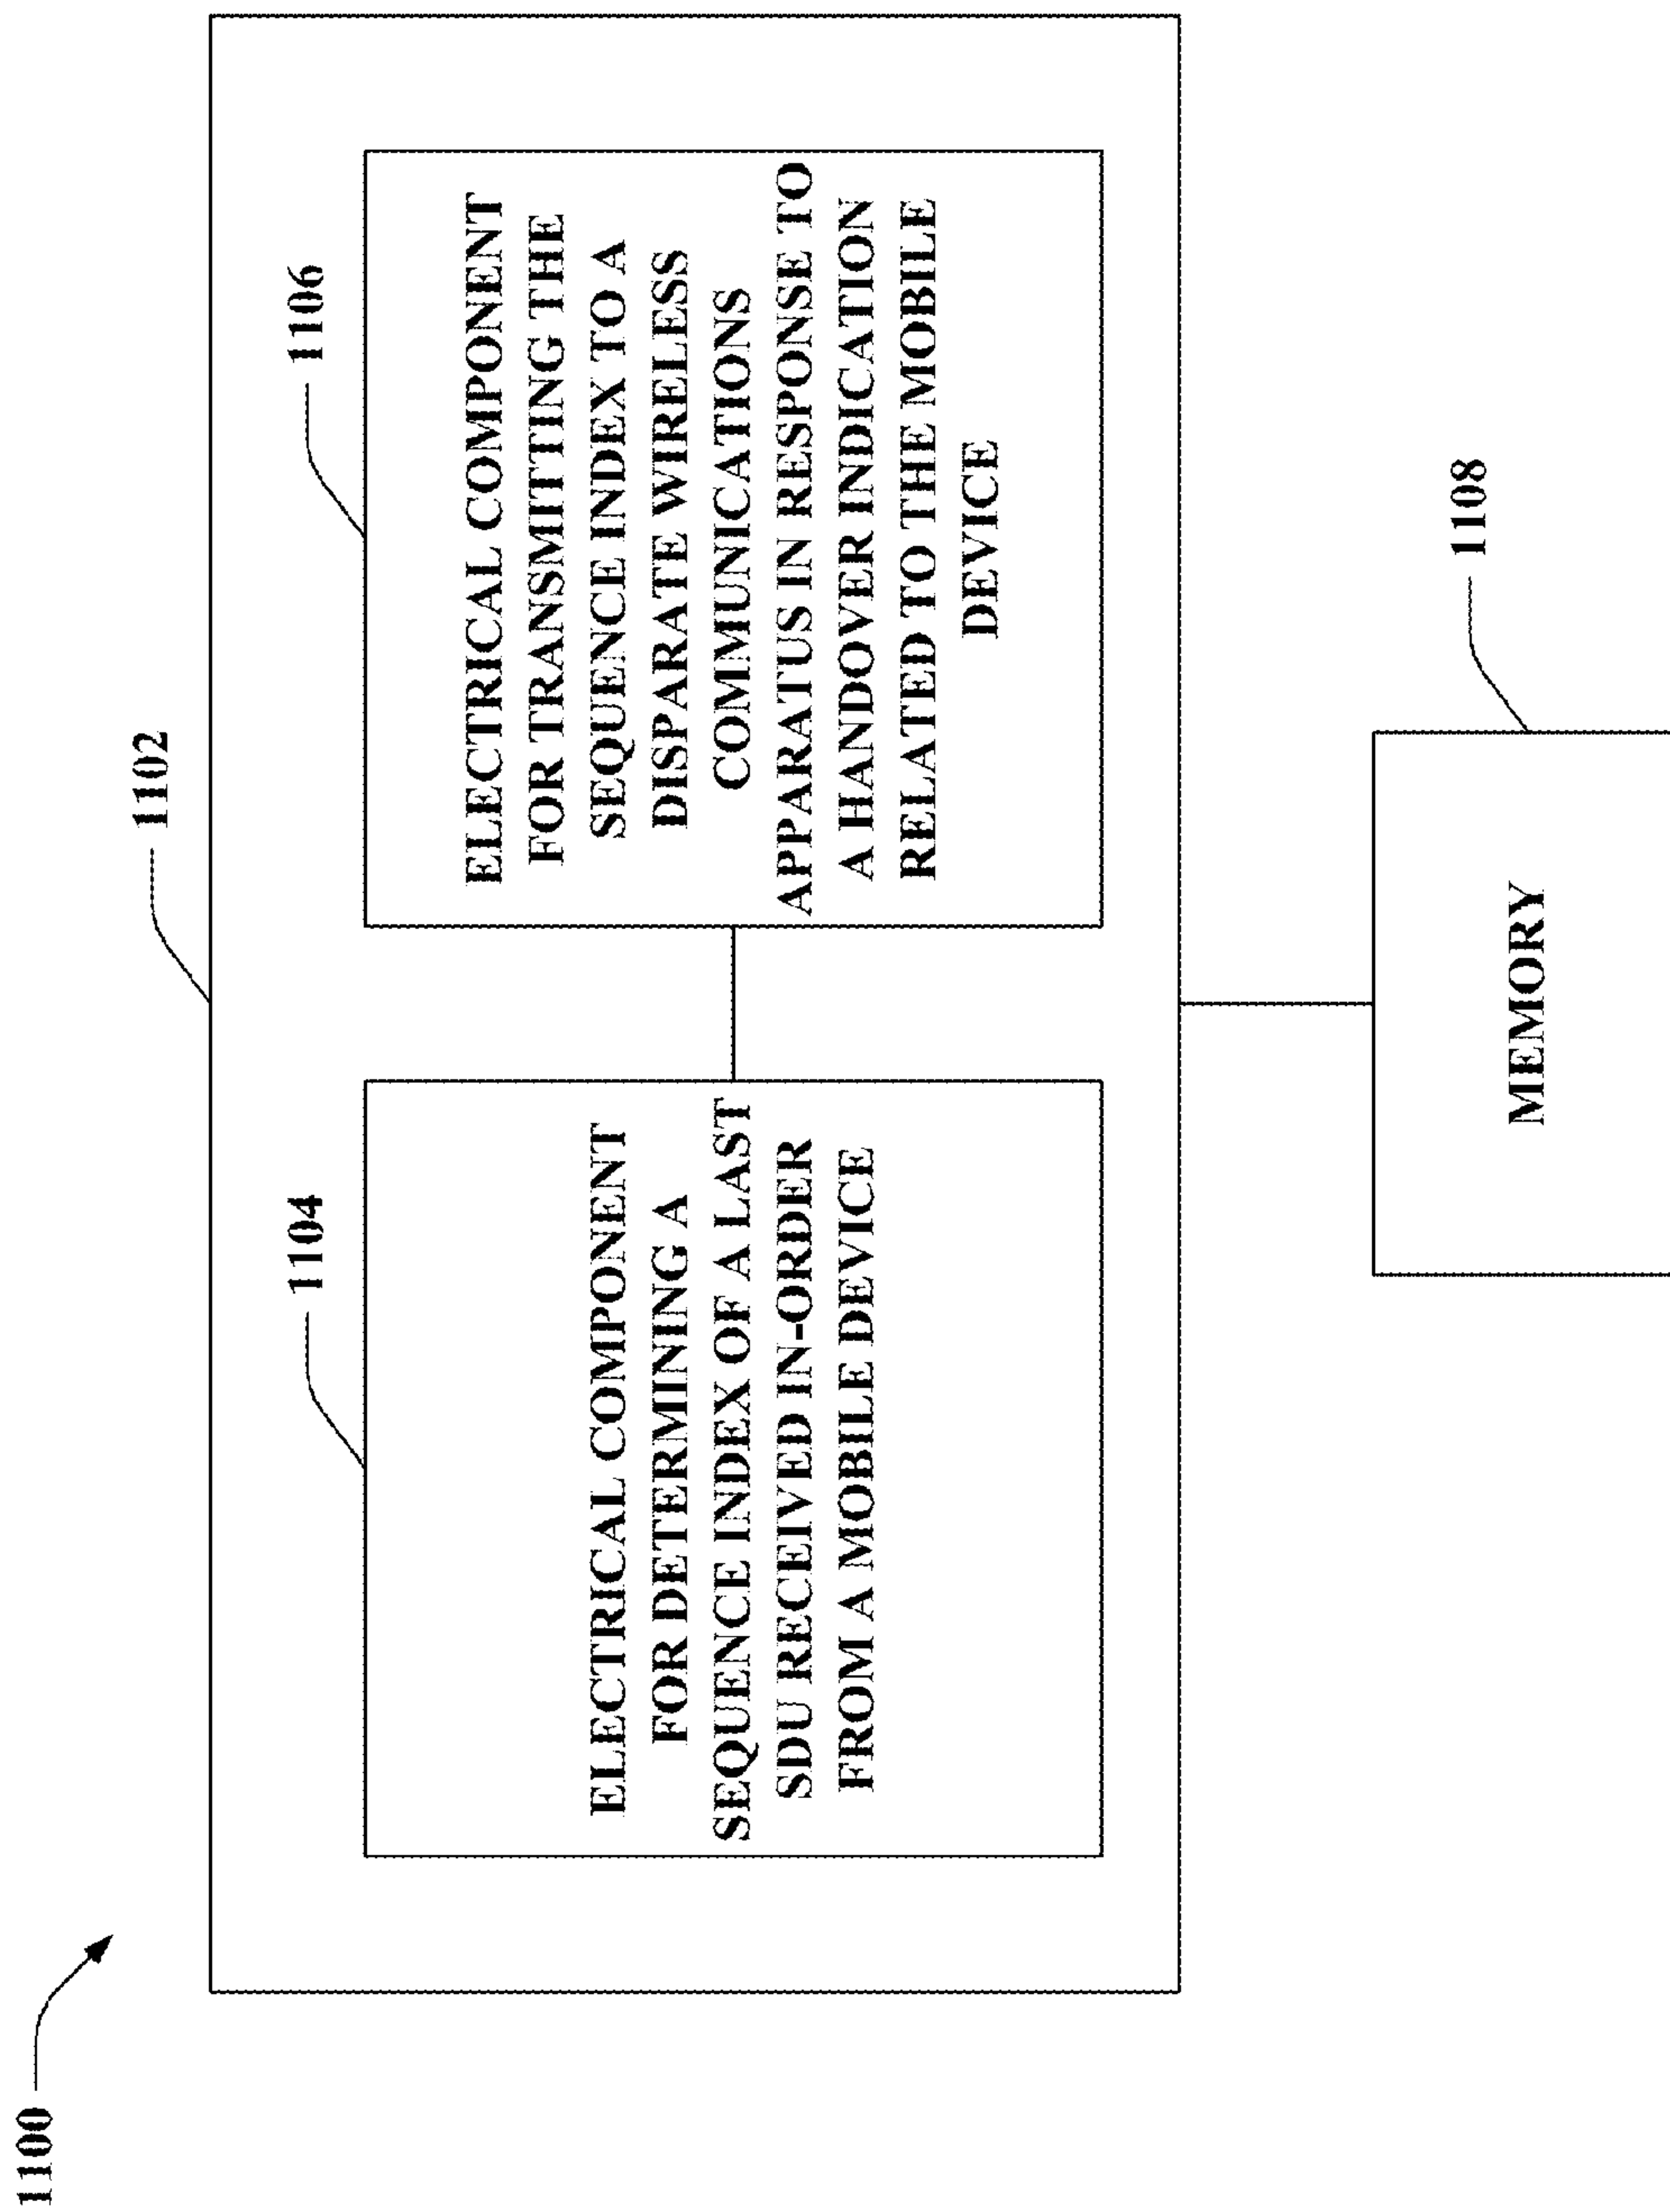 1100
1102
1104
ELECTRICAL COMPONENT
FOR DETERMINING A
SEQUENCE INDEX OF A LAST
SDU RECEIVED IN-ORDER
FROM A MOBILE DEVICE
1106
ELECTRICAL COMPONENT
FOR TRANSMITTING THE
SEQUENCE INDEX TO A
DISPARATE WIRELESS
COMMUNICATIONS
APPARATUS IN RESPONSE TO
A HANDOVER INDICATION
RELATED TO THE MOBILE
DEVICE
1108
MEMORY